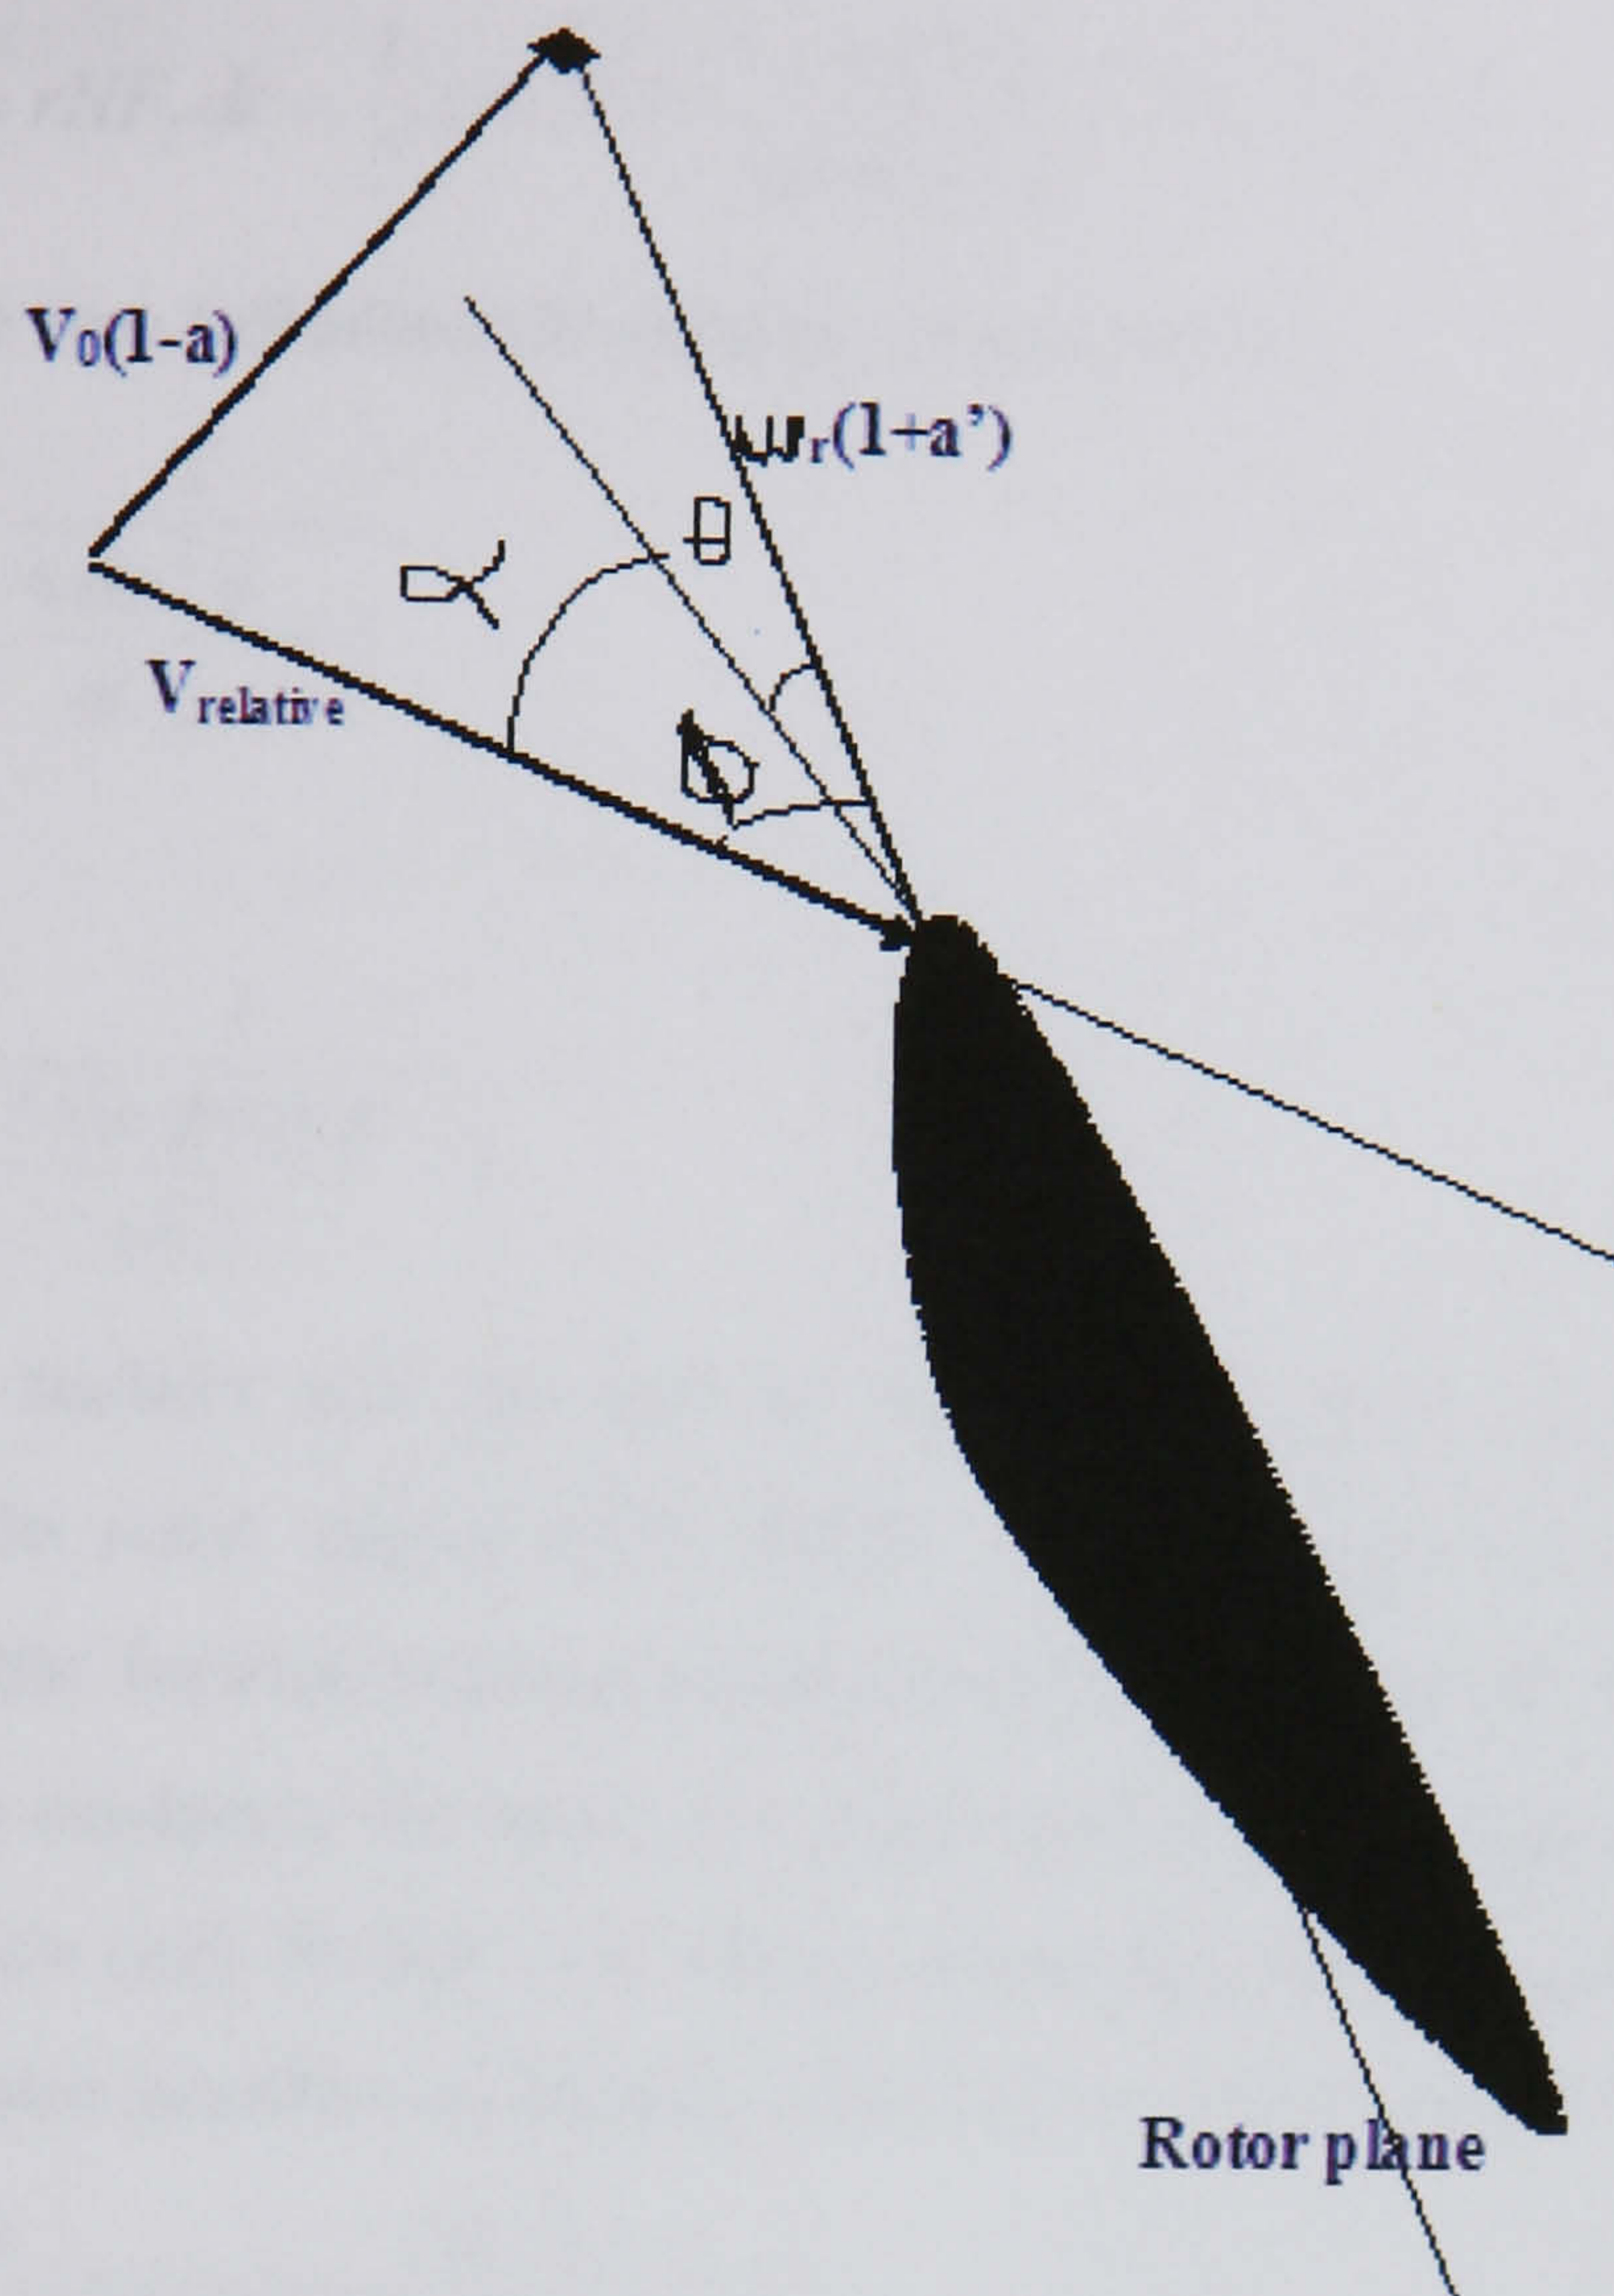 V₀(1-a)
ωr(1+a’)
θ
α
Vrelative
ϕ
Rotor plane